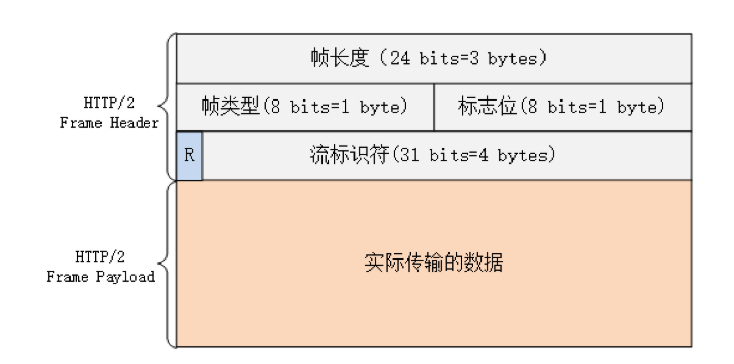 帧长度（24 bits=3 bytes)
HTTP/2
Frame Header
帧类型(8 bits=1 byte)
标志位(8 bits=1 byte)
R
流标识符(31 bits=4 bytes)
HTTP/2
Frame Payload
实际传输的数据